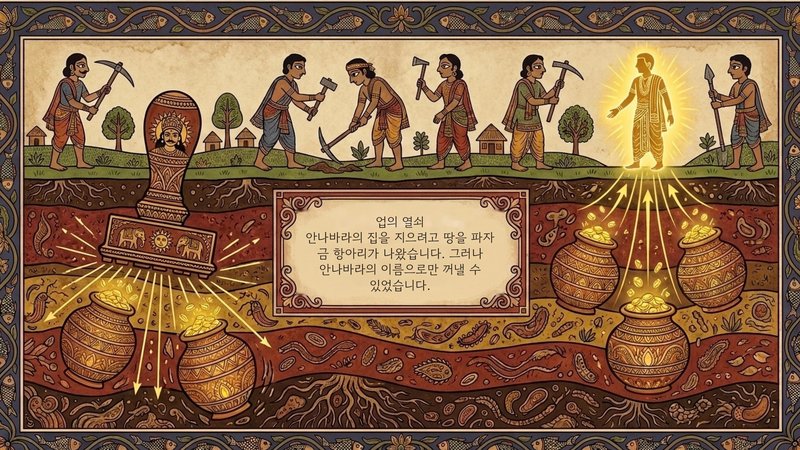 업의 열쇠
안나바라의 집을 지으려고 땅을 파자
금 항아리가 나왔습니다. 그러나
안나바라의 이름으로만 꺼낼 수
있었습니다.